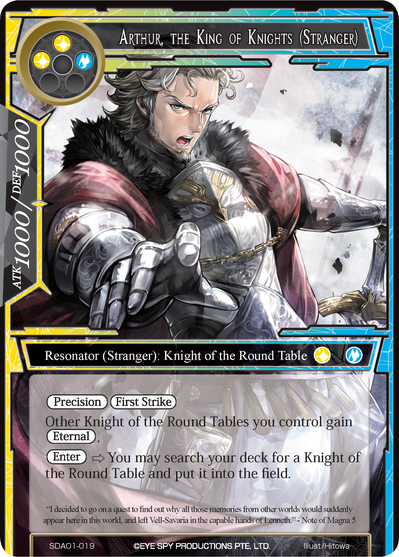 Arthur, the King of Knights (Stranger)
ATK 1000 / DEF 1000
Resonator (Stranger): Knight of the Round Table
Precision First Strike
Other Knight of the Round Tables you control gain
Eternal .
Enter ⇨ You may search your deck for a Knight of
the Round Table and put it into the field.
"I decided to go on a quest to find out why all those memories from other worlds would suddenly
appear here in this world, and left Vell-Savaria in the capable hands of Lenneth." - Note of Magna 5
SDAO1-019 ©EYE SPY PRODUCTIONS PTE. LTD. Illust/Hitowa